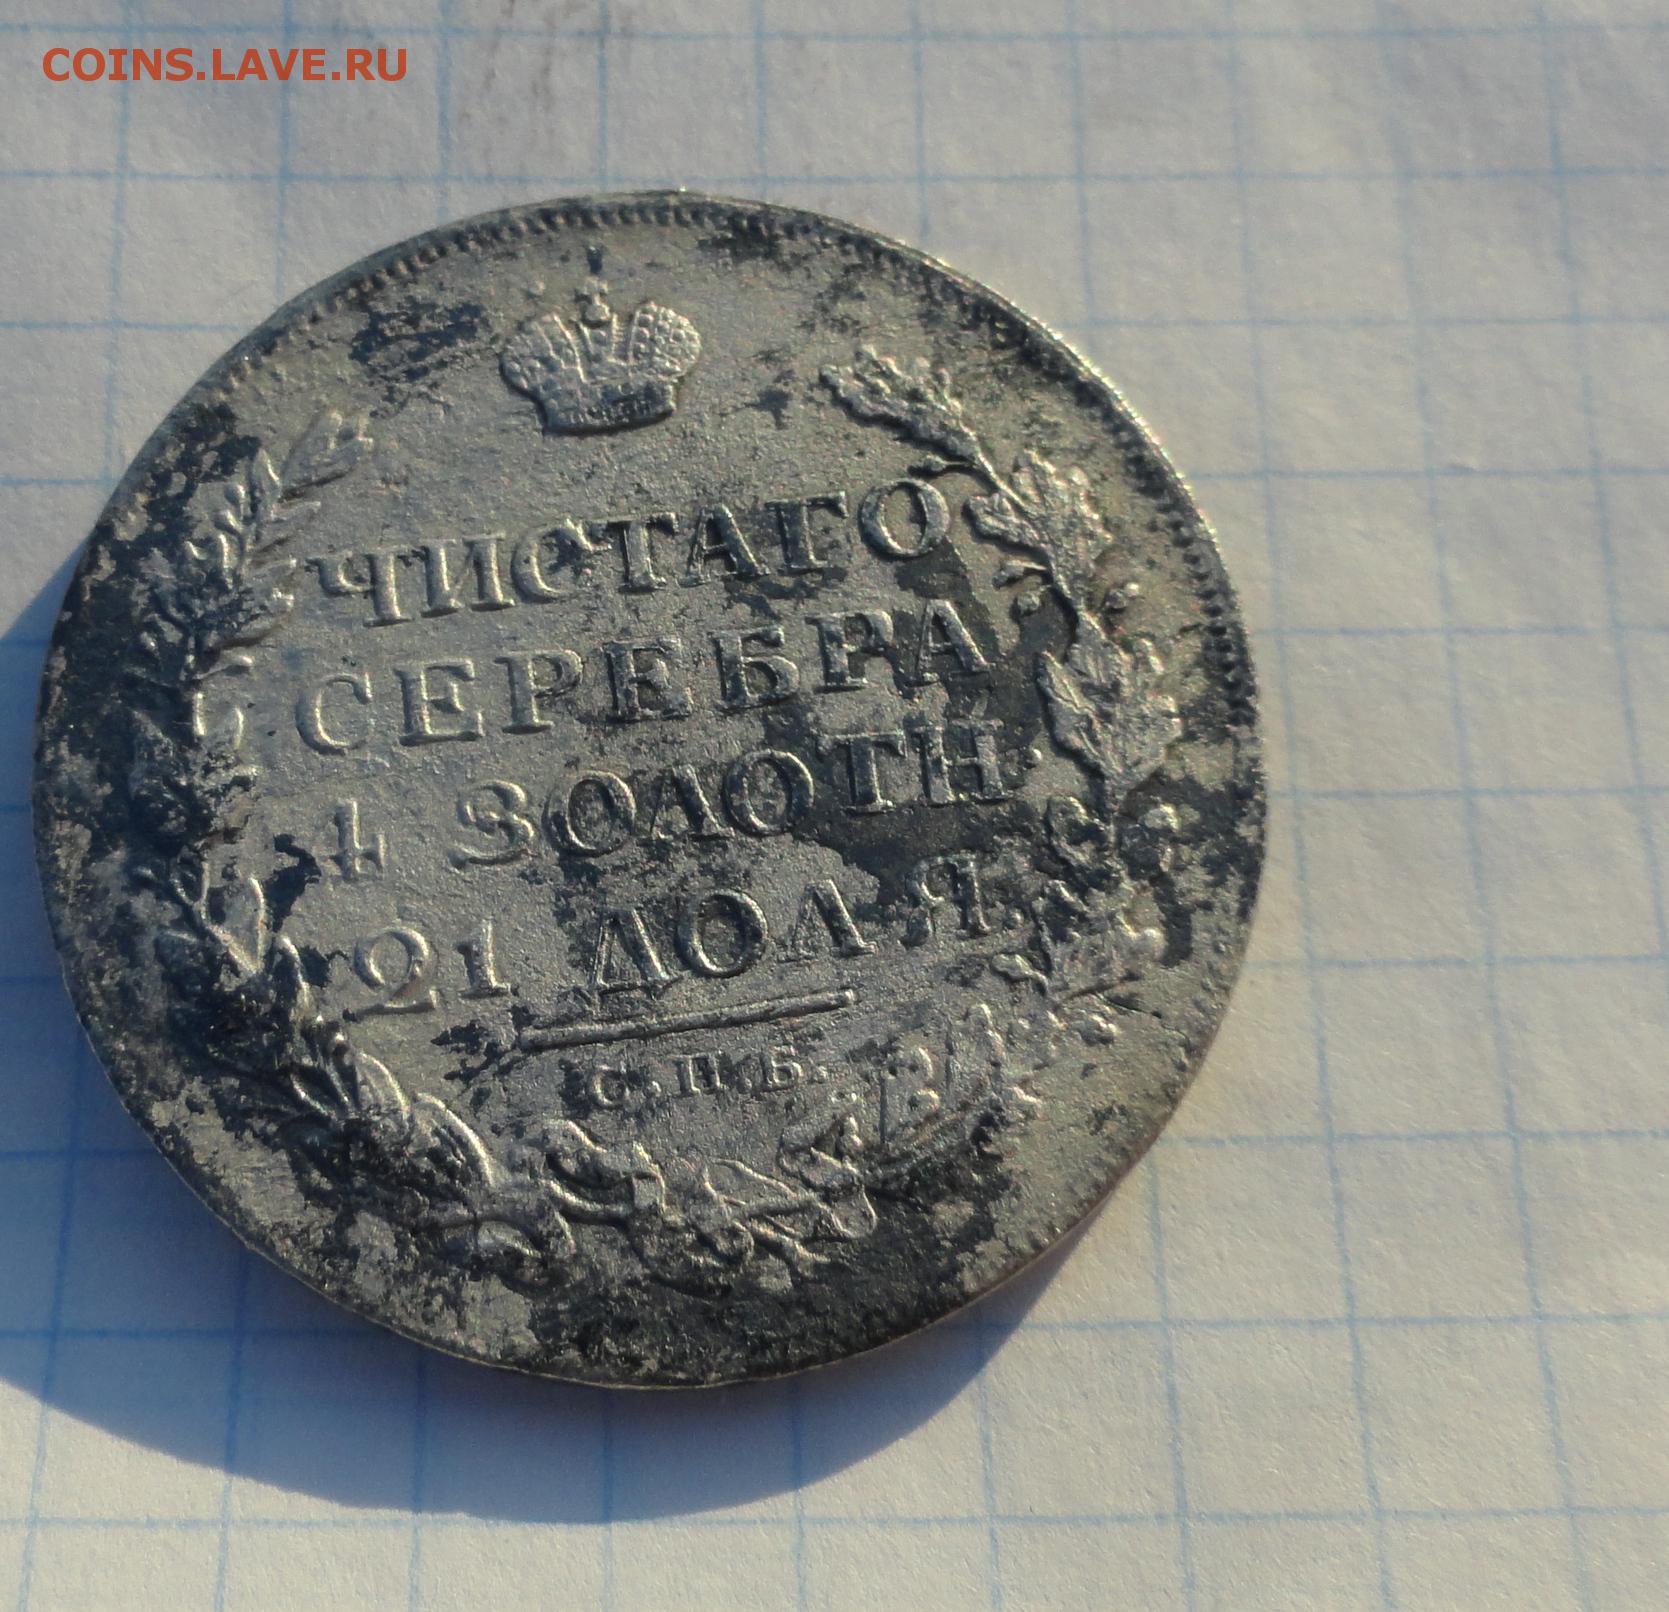 COINS.LAVE.RU
ЧИСТАГО
СЕРЕБРА
4 ЗОЛОТН.
21 ДОЛЯ.
С.П.Б.